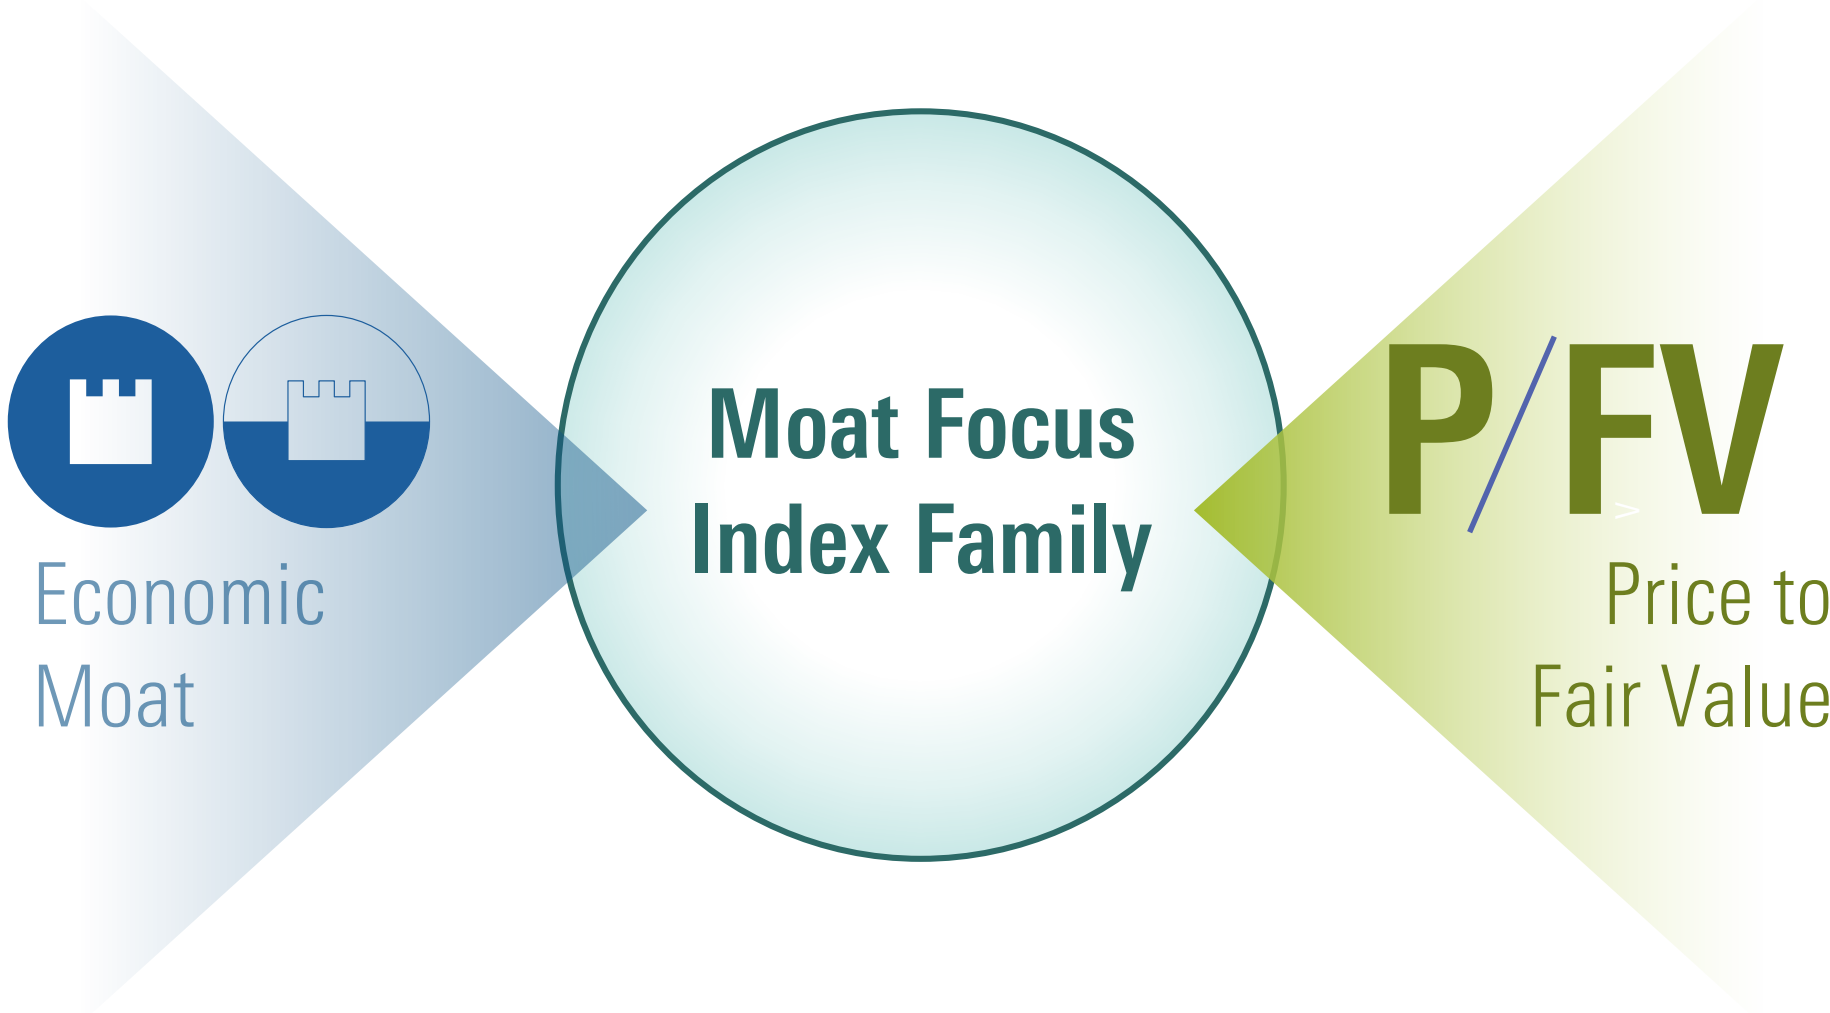 Moat Focus
Index Family
Economic
Moat
P/FV
Price to
Fair Value